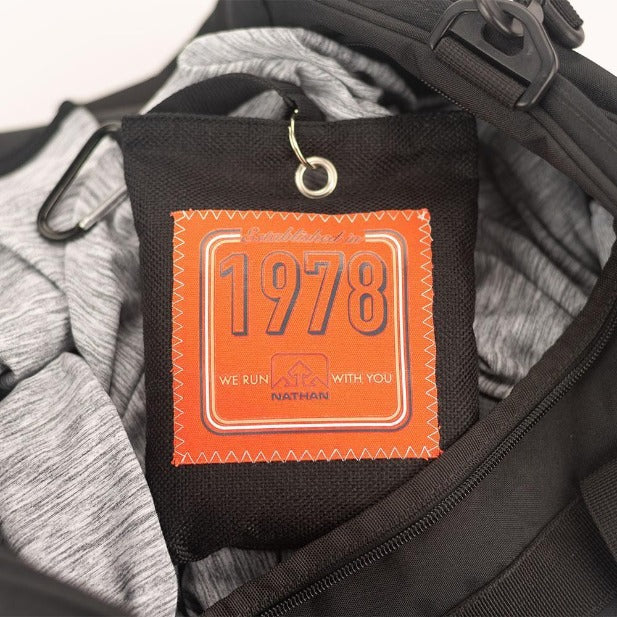 Established in
1978
WE RUN WITH YOU
NATHAN